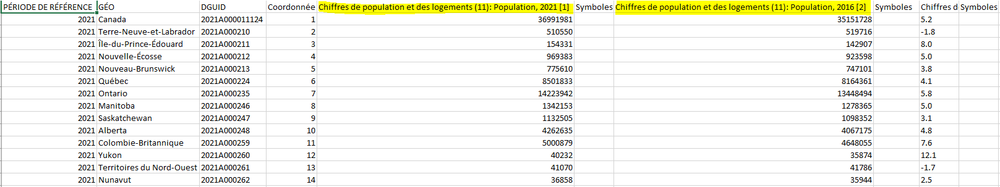 PÉRIODE DE RÉFÉRENCE GÉO DGUID Coordonnée Chiffres de population et des logements (11): Population, 2021 [1] Symboles Chiffres de population et des logements (11): Population, 2016 [2] Symboles Chiffres d Symboles
2021 Canada 2021A000011124 1 36991981 35151728 5.2
2021 Terre-Neuve-et-Labrador 2021A000210 2 510550 519716 -1.8
2021 Île-du-Prince-Édouard 2021A000211 3 154331 142907 8.0
2021 Nouvelle-Écosse 2021A000212 4 969383 923598 5.0
2021 Nouveau-Brunswick 2021A000213 5 775610 747101 3.8
2021 Québec 2021A000224 6 8501833 8164361 4.1
2021 Ontario 2021A000235 7 14223942 13448494 5.8
2021 Manitoba 2021A000246 8 1342153 1278365 5.0
2021 Saskatchewan 2021A000247 9 1132505 1098352 3.1
2021 Alberta 2021A000248 10 4262635 4067175 4.8
2021 Colombie-Britannique 2021A000259 11 5000879 4648055 7.6
2021 Yukon 2021A000260 12 40232 35874 12.1
2021 Territoires du Nord-Ouest 2021A000261 13 41070 41786 -1.7
2021 Nunavut 2021A000262 14 36858 35944 2.5